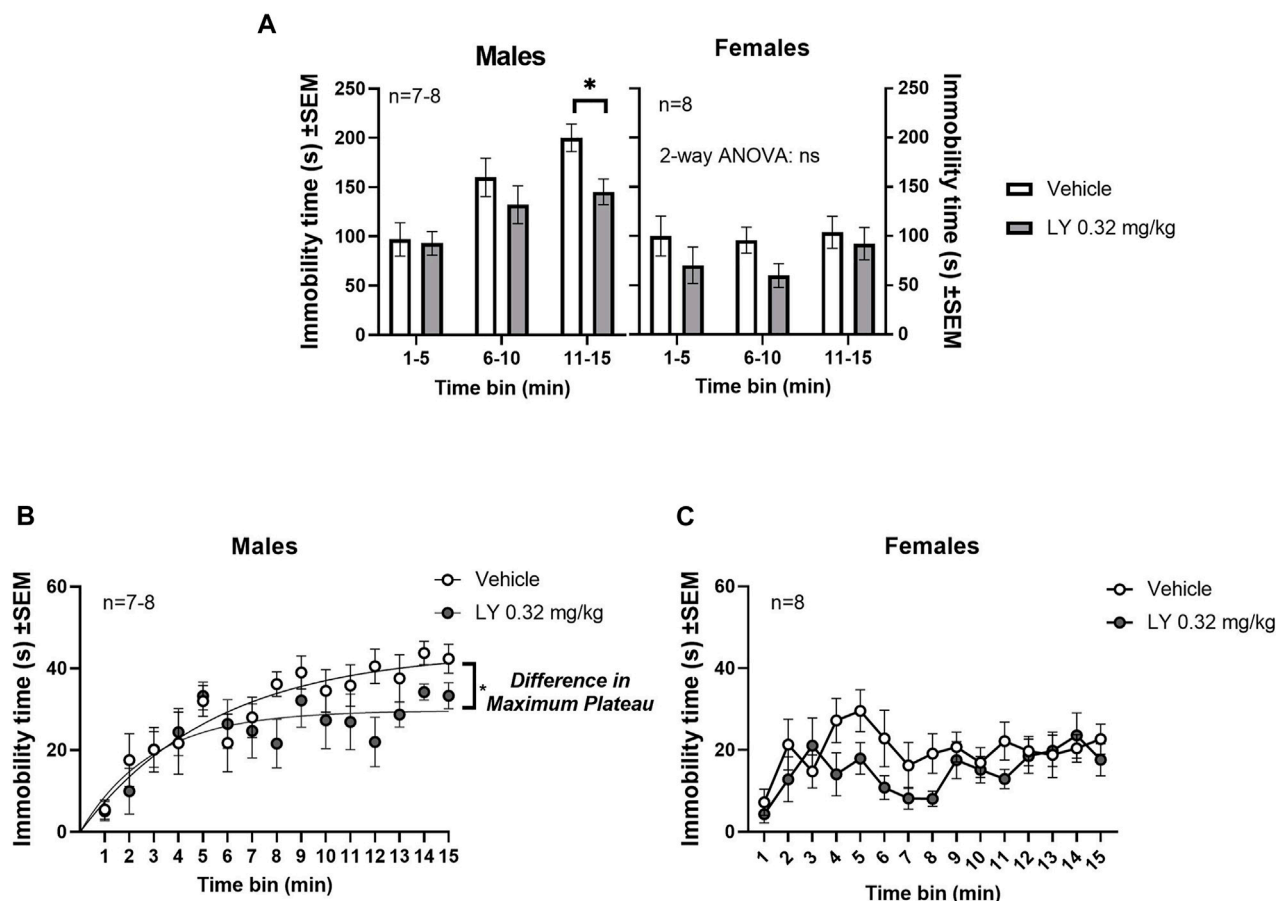 A
Males
Females
Immobility time (s) ±SEM
250
200
150
100
50
0
n=7-8
*
1-5
6-10
11-15
Time bin (min)
n=8
2-way ANOVA: ns
1-5
6-10
11-15
Time bin (min)
250
200
150
100
50
0
Immobility time (s) ±SEM
Vehicle
LY 0.32 mg/kg
B
Males
Immobility time (s) ±SEM
60
40
20
0
n=7-8
Vehicle
LY 0.32 mg/kg
* Difference in
Maximum Plateau
1 2 3 4 5 6 7 8 9 10 11 12 13 14 15
Time bin (min)
C
Females
Immobility time (s) ±SEM
60
40
20
0
n=8
Vehicle
LY 0.32 mg/kg
1 2 3 4 5 6 7 8 9 10 11 12 13 14 15
Time bin (min)